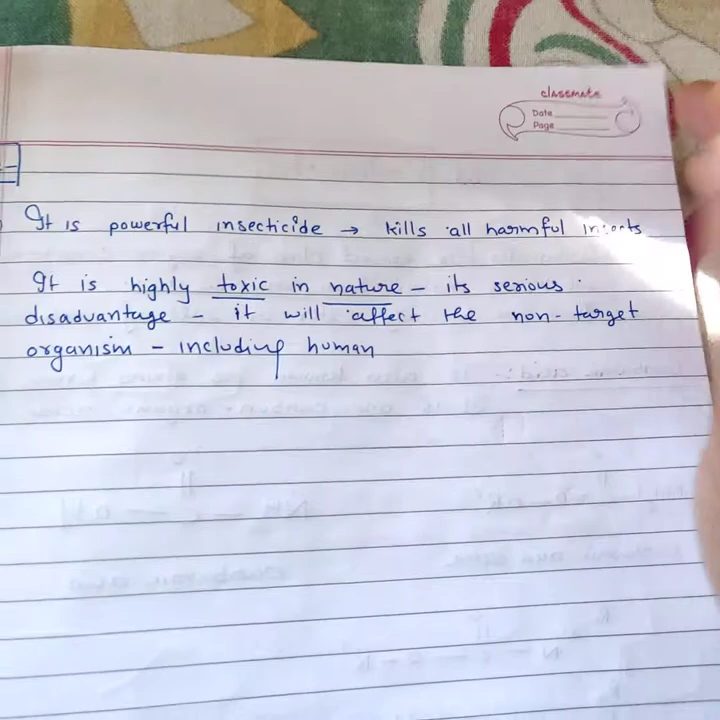 classmate
Date
Page
It is powerful insecticide → kills all harmful insects
It is highly toxic in nature - its serious
disadvantage - it will affect the non-target
organism - including human